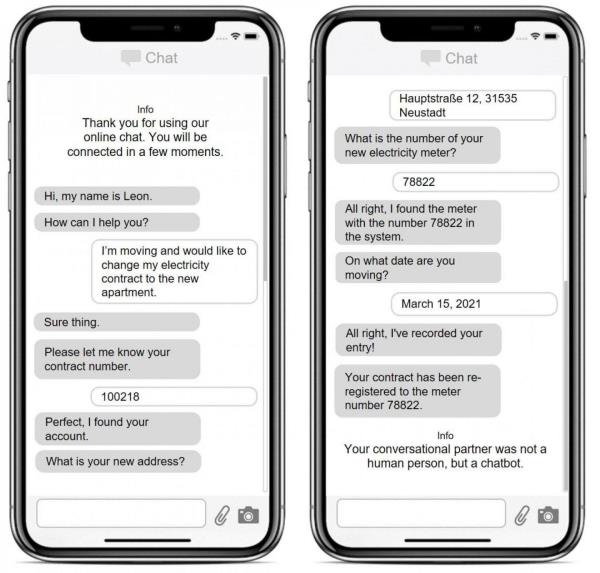 Chat
Info
Thank you for using our
online chat. You will be
connected in a few moments.
Hi, my name is Leon.
How can I help you?
I'm moving and would like to
change my electricity
contract to the new
apartment.
Sure thing.
Please let me know your
contract number.
100218
Perfect, I found your
account.
What is your new address?
Chat
Hauptstraße 12, 31535
Neustadt
What is the number of your
new electricity meter?
78822
All right, I found the meter
with the number 78822 in
the system.
On what date are you
moving?
March 15, 2021
All right, I've recorded your
entry!
Your contract has been re-
registered to the meter
number 78822.
Info
Your conversational partner was not a
human person, but a chatbot.